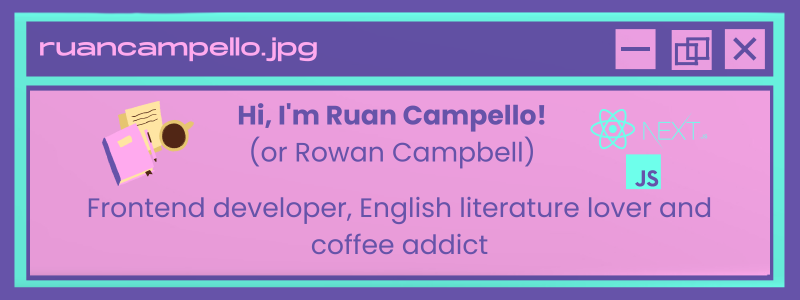 ruancampello.jpg
Hi, I'm Ruan Campello!
(or Rowan Campbell)
NEXT.JS
JS
Frontend developer, English literature lover and
coffee addict